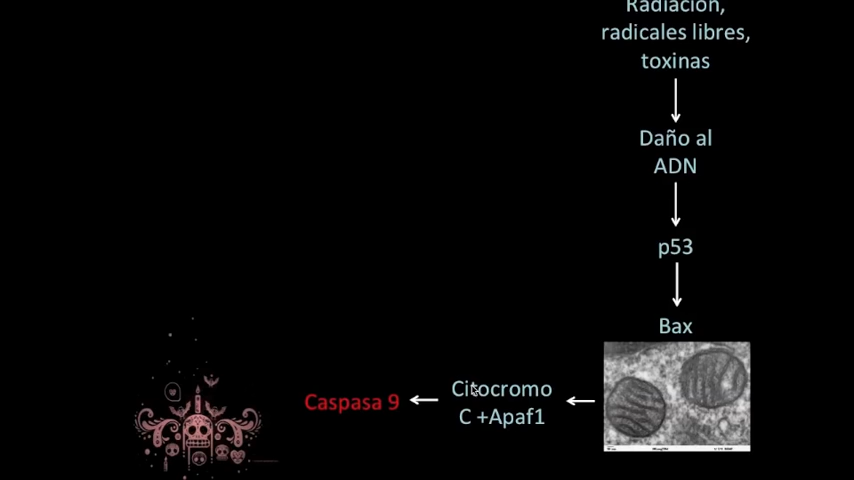 Radiación,
radicales libres,
toxinas
Daño al
ADN
p53
Bax
Citocromo
C +Apaf1
Caspasa 9